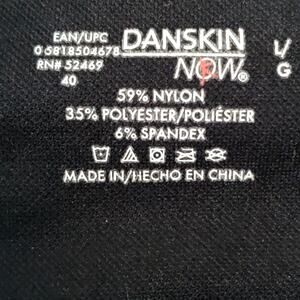 EAN/UPC
0 5818504678
RN# 52469
40
DANSKIN
NOW®
L/
G
59% NYLON
35% POLYESTER/POLIÉSTER
6% SPANDEX
MADE IN/HECHO EN CHINA